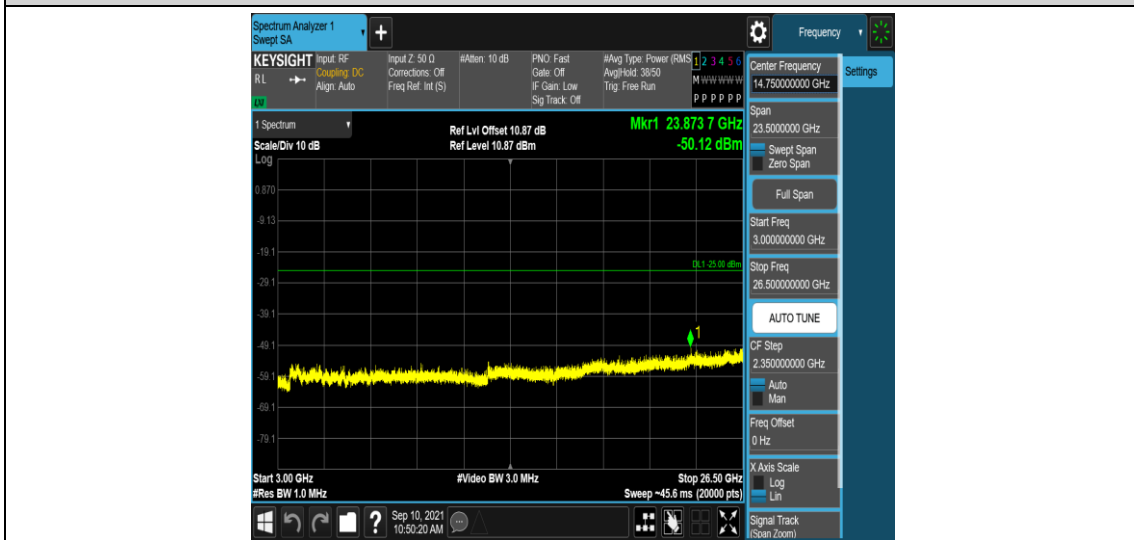 Spectrum Analyzer 1
Swept SA
+
Frequency
KEYSIGHT
RL
LNI
Input: RF
Coupling: DC
Align: Auto
Input Z: 50 Ω
Corrections: Off
Freq Ref: Int (S)
#Atten: 10 dB
PNO: Fast
Gate: Off
IF Gain: Low
Sig Track: Off
#Avg Type: Power (RMS
Avg|Hold: 38/50
Trig: Free Run
1 2 3 4 5 6
M W W W W W
P P P P P P
1 Spectrum
Scale/Div 10 dB
Log
Ref Lvl Offset 10.87 dB
Ref Level 10.87 dBm
Mkr1 23.873 7 GHz
-50.12 dBm
0.870
-9.13
-19.1
DL1 -25.00 dBm
-29.1
-39.1
1
-49.1
-59.1
-69.1
-79.1
Start 3.00 GHz
#Res BW 1.0 MHz
#Video BW 3.0 MHz
Stop 26.50 GHz
Sweep ~45.6 ms (20000 pts)
?
Sep 10, 2021
10:50:20 AM
Center Frequency
14.750000000 GHz
Settings
Span
23.5000000 GHz
Swept Span
Zero Span
Full Span
Start Freq
3.000000000 GHz
Stop Freq
26.500000000 GHz
AUTO TUNE
CF Step
2.350000000 GHz
Auto
Man
Freq Offset
0 Hz
X Axis Scale
Log
Lin
Signal Track
(Span Zoom)